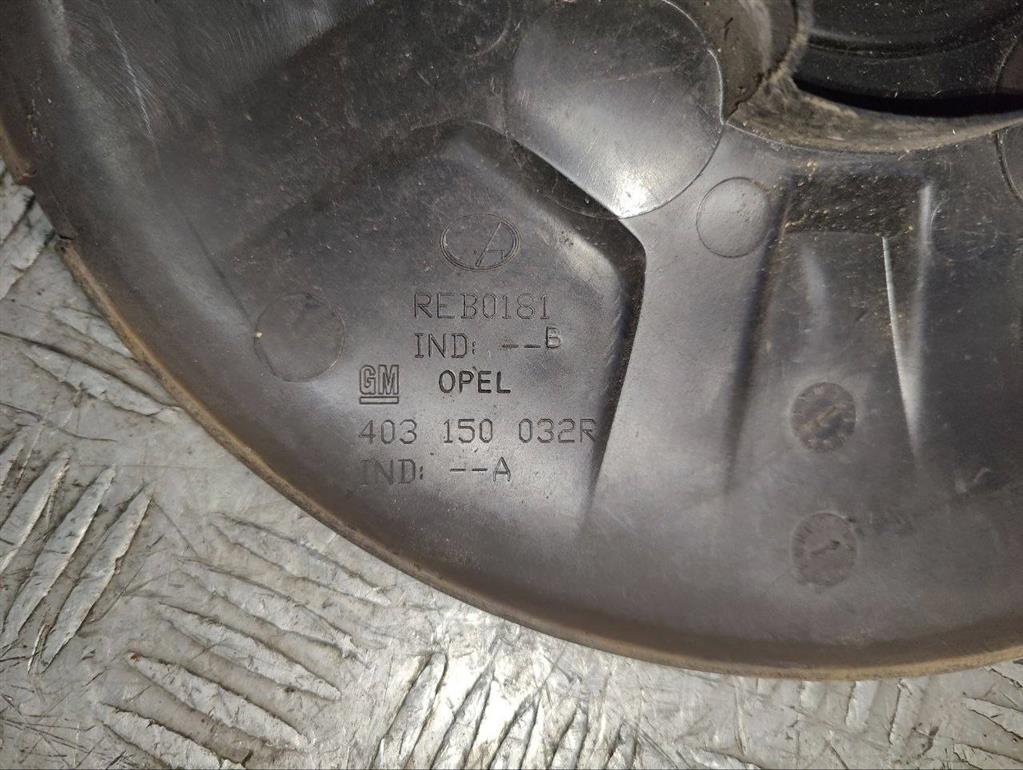 REB0181
IND: --B
GM OPEL
403 150 032R
IND: --A